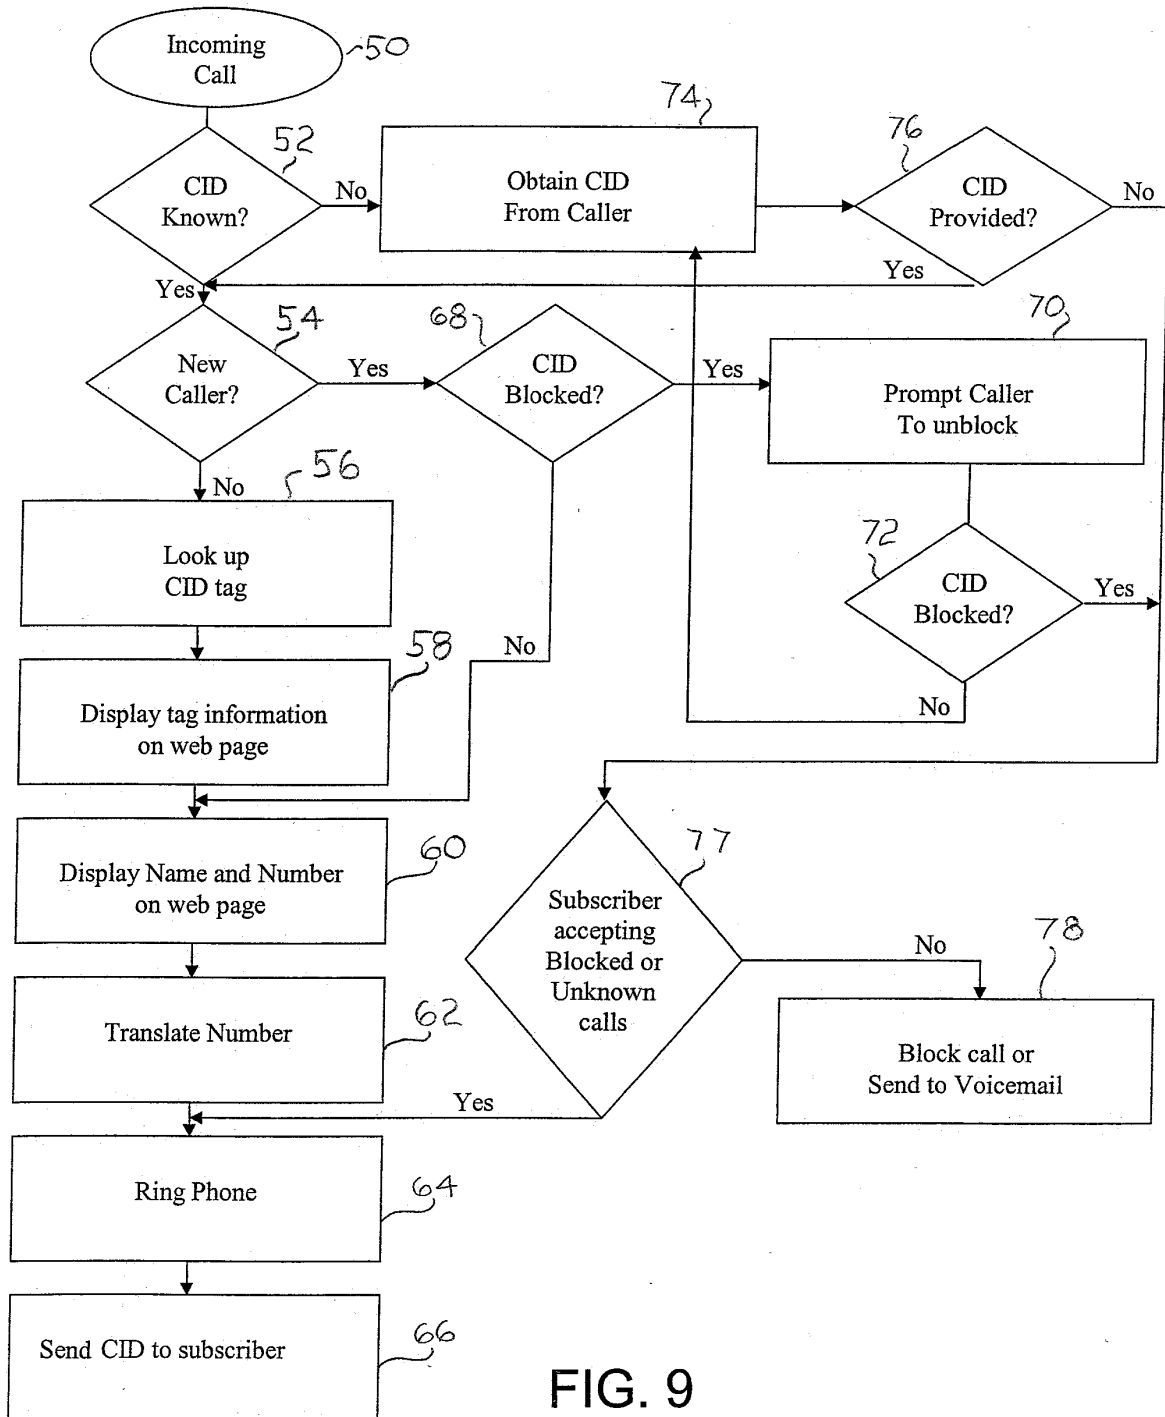 Incoming
Call
50
CID
Known?
52
No
Obtain CID
From Caller
74
CID
Provided?
76
No
Yes
Yes
New
Caller?
54
Yes
CID
Blocked?
68
Yes
Prompt Caller
To unblock
70
No
Look up
CID tag
56
CID
Blocked?
72
Yes
No
No
Display tag information
on web page
58
Display Name and Number
on web page
60
Subscriber
accepting
Blocked or
Unknown
calls
77
No
Block call or
Send to Voicemail
78
Translate Number
62
Yes
Ring Phone
64
Send CID to subscriber
66
FIG. 9